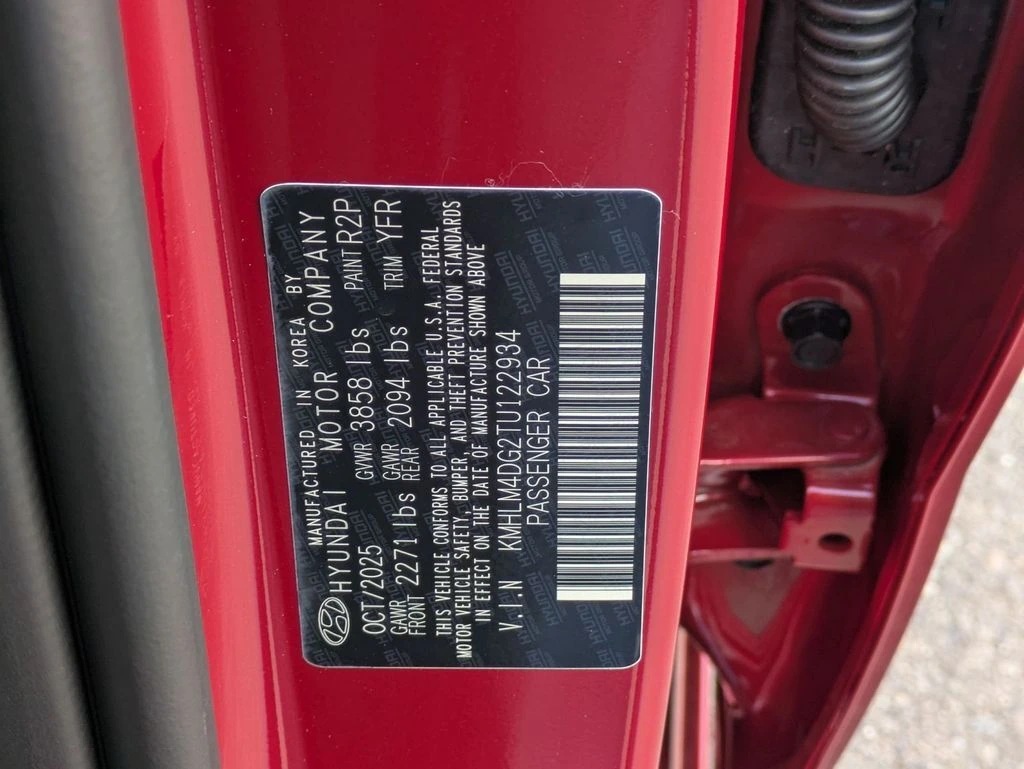 MANUFACTURED IN KOREA BY
HYUNDAI MOTOR COMPANY
OCT/2025 GVWR 3858 lbs PAINT R2P
GAWR FRONT 2271 lbs GAWR REAR 2094 lbs TRIM YFR
THIS VEHICLE CONFORMS TO ALL APPLICABLE U.S.A. FEDERAL
MOTOR VEHICLE SAFETY, BUMPER, AND THEFT PREVENTION STANDARDS
IN EFFECT ON THE DATE OF MANUFACTURE SHOWN ABOVE
V.I.N KMHLM4DG2TU122934
PASSENGER CAR